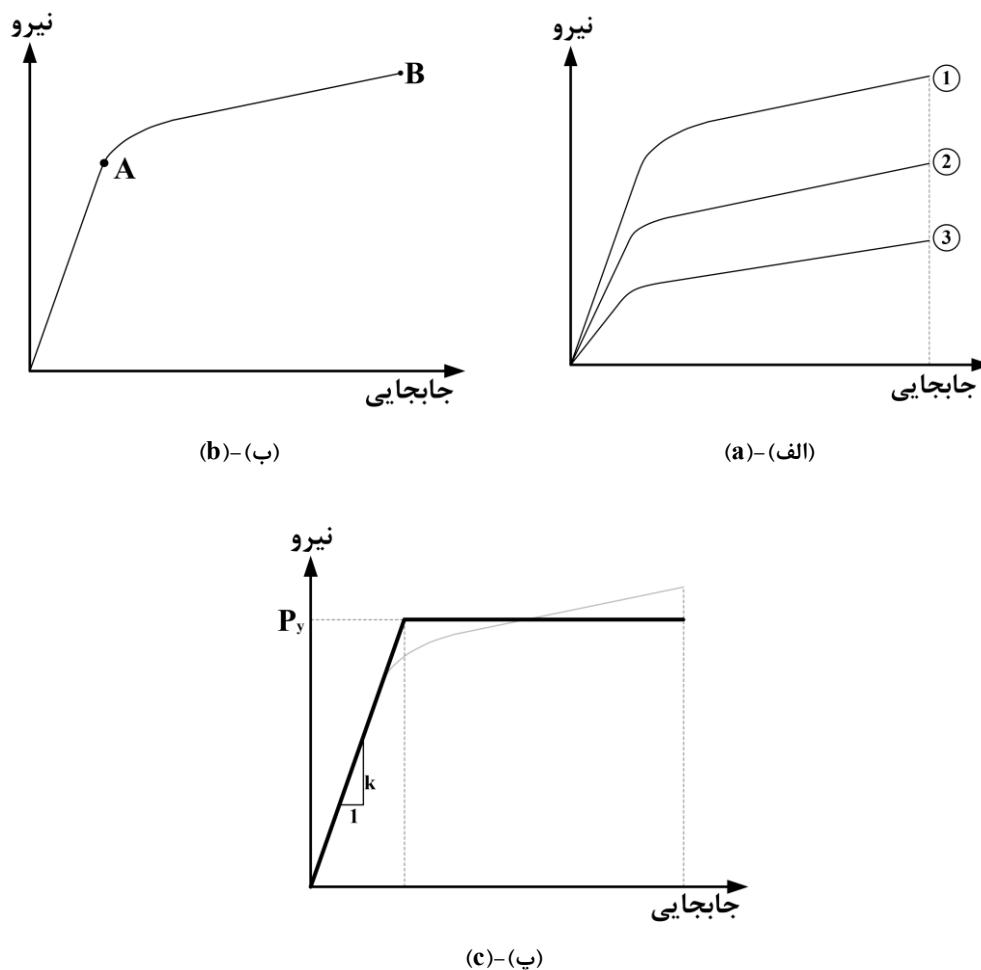 نیرو
B
A
جابجایی
(ب)-(b)
نیرو
1
2
3
جابجایی
(الف)-(a)
نیرو
Py
k
1
جابجایی
(پ)-(c)